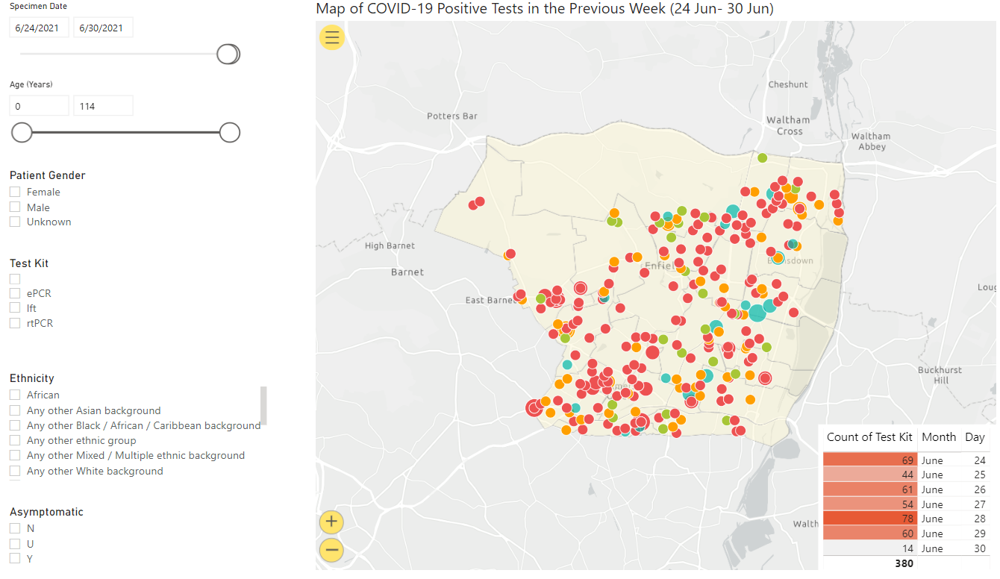 Specimen Date
6/24/2021 6/30/2021
Age (Years)
0 114
Patient Gender
Female
Male
Unknown
Test Kit
ePCR
lft
rtPCR
Ethnicity
African
Any other Asian background
Any other Black / African / Caribbean background
Any other ethnic group
Any other Mixed / Multiple ethnic background
Any other White background
Asymptomatic
N
U
Y
Map of COVID-19 Positive Tests in the Previous Week (24 Jun- 30 Jun)
Cheshunt
Potters Bar
Waltham
Cross
Waltham
Abbey
High Barnet
Barnet
Enfiel
nsdown
East Barne
Loug
Buckhurst
Hill
Walth
Count of Test Kit Month Day
69 June 24
44 June 25
61 June 26
54 June 27
78 June 28
60 June 29
14 June 30
380